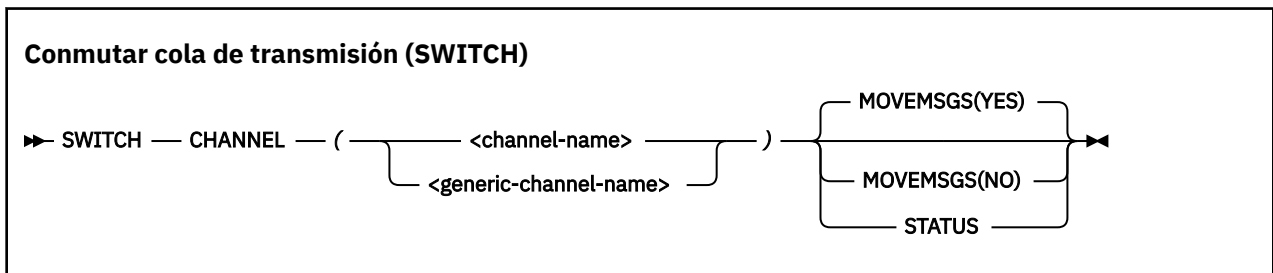 Conmutar cola de transmisión (SWITCH)
MOVEMSGS(YES)
SWITCH CHANNEL ( <channel-name> )
<generic-channel-name> MOVEMSGS(NO)
STATUS